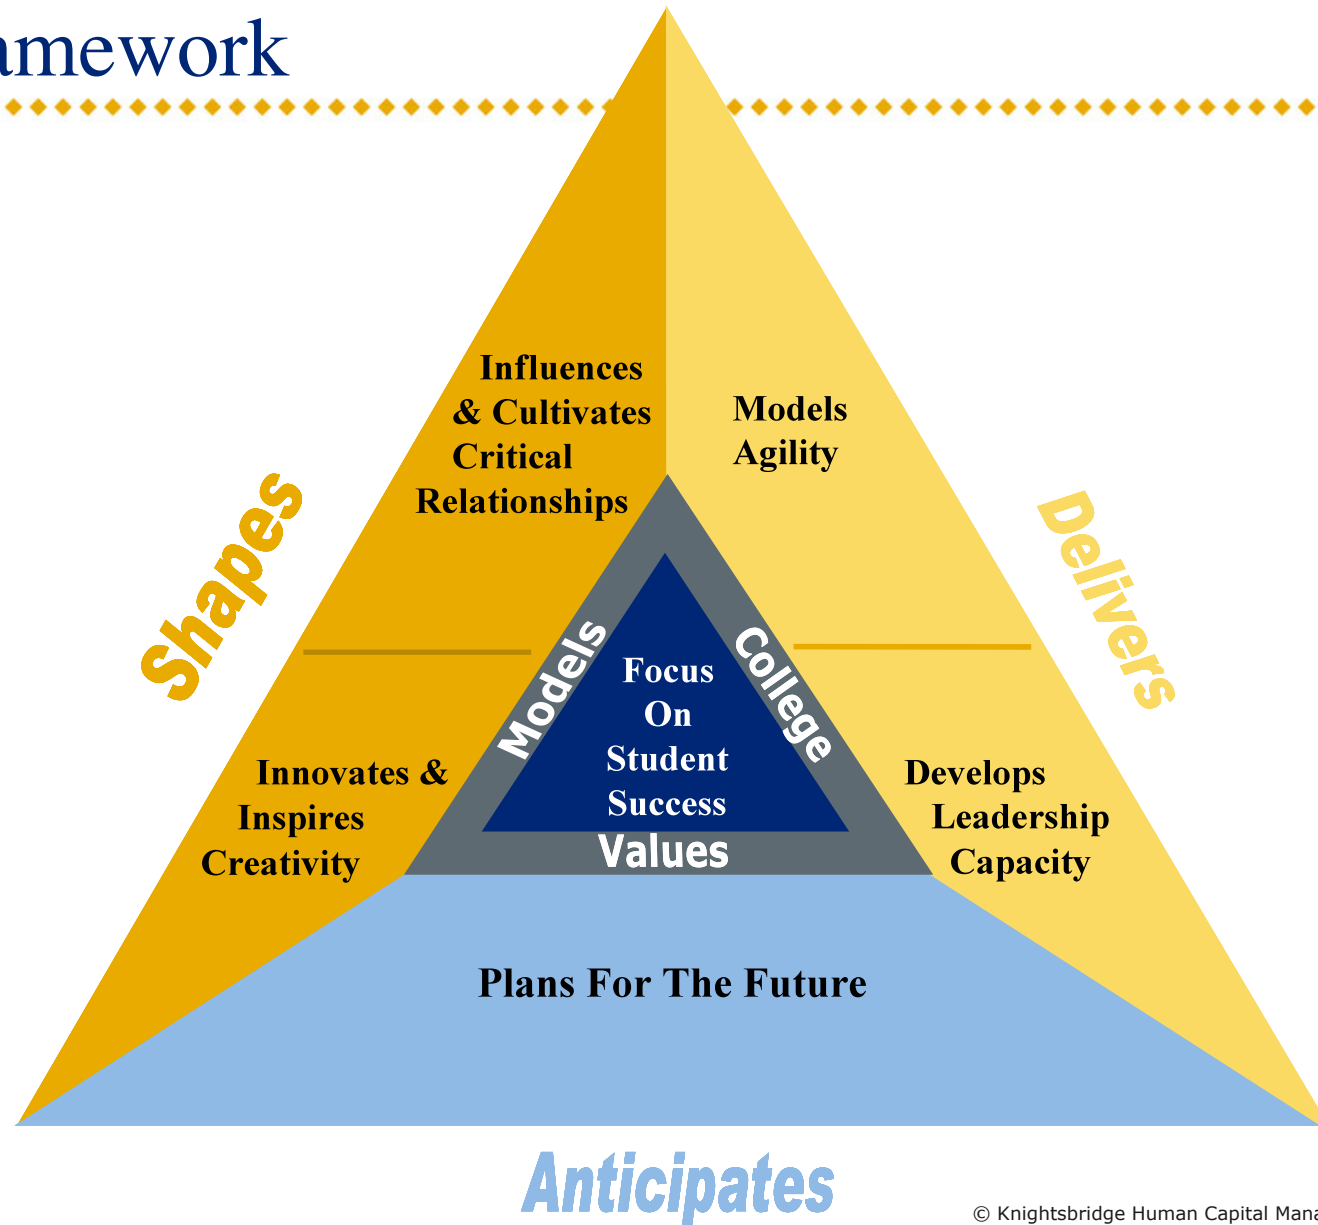 amework
Influences
& Cultivates
Critical
Relationships
Models
Agility
Shapes
Delivers
Models
College
Values
Focus
On
Student
Success
Innovates &
Inspires
Creativity
Develops
Leadership
Capacity
Plans For The Future
Anticipates
© Knightsbridge Human Capital Mana